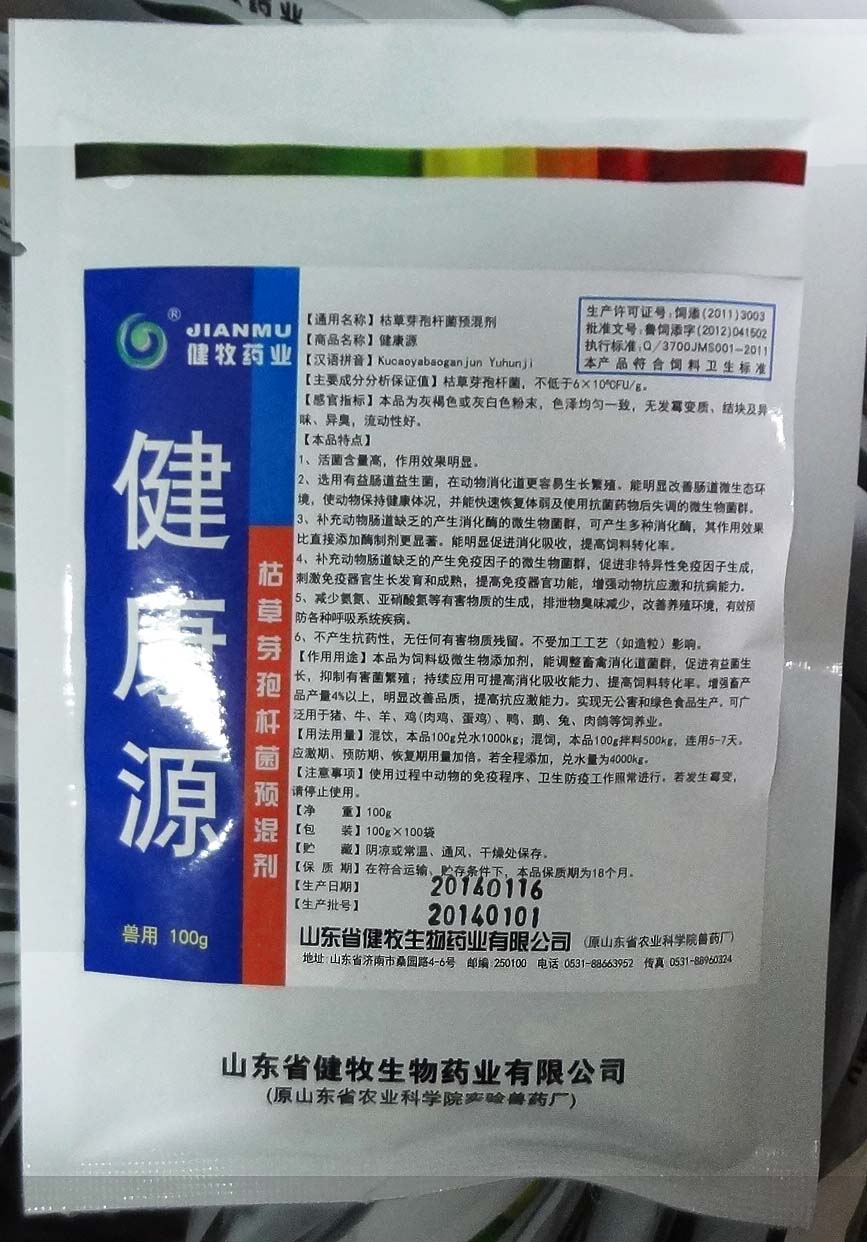 药业
®
JIANMU
健牧药业
健康源
枯草芽孢杆菌预混剂
兽用 100g
生产许可证号:饲添(2011)3003
批准文号:鲁饲添字(2012)041502
执行标准:Q/3700JMS001-2011
本产品符合饲料卫生标准
【通用名称】枯草芽孢杆菌预混剂
【商品名称】健康源
【汉语拼音】Kucaoyabaoganjun Yuhunji
【主要成分分析保证值】枯草芽孢杆菌,不低于
【感官指标】本品为灰褐色或灰白色粉末,色泽均匀一致,无发霉变质、结块及异
味、异臭,流动性好。
【本品特点】
1、活菌含量高,作用效果明显。
2、选用有益肠道益生菌,在动物消化道更容易生长繁殖。能明显改善肠道微生态环
境,使动物保持健康体况,并能快速恢复体弱及使用抗菌药物后失调的微生物菌群。
3、补充动物肠道缺乏的产生消化酶的微生物菌群,可产生多种消化酶,其作用效果
比直接添加酶制剂更显著。能明显促进消化吸收,提高饲料转化率。
4、补充动物肠道缺乏的产生免疫因子的微生物菌群,促进非特异性免疫因子生成,
刺激免疫器官生长发育和成熟,提高免疫器官功能,增强动物抗应激和抗病能力。
5、减少氨氮、亚硝酸氮等有害物质的生成,排泄物臭味减少,改善养殖环境,有效预
防各种呼吸系统疾病。
6、不产生抗药性,无任何有害物质残留。不受加工工艺(如造粒)影响。
【作用用途】本品为饲料级微生物添加剂,能调整畜禽消化道菌群,促进有益菌生
长,抑制有害菌繁殖;持续应用可提高消化吸收能力、提高饲料转化率。增强畜产
品产量4%以上,明显改善品质,提高抗应激能力。实现无公害和绿色食品生产。可广
泛用于猪、牛、羊、鸡(肉鸡、蛋鸡)、鸭、鹅、兔、肉鸽等饲养业。
【用法用量】混饮,本品100g兑水1000kg;混饲,本品100g拌料500kg,连用5-7天。
应激期、预防期、恢复期用量加倍。若全程添加,兑水量为4000kg。
【注意事项】使用过程中动物的免疫程序、卫生防疫工作照常进行。若发生霉变,
请停止使用。
【净 重】100g
【包 装】100g×100袋
【贮 藏】阴凉或常温、通风、干燥处保存。
【保 质 期】在符合运输、贮存条件下,本品保质期为18个月。
【生产日期】 20140116
【生产批号】 20140101
山东省健牧生物药业有限公司(原山东省农业科学院兽药厂)
地址:山东省济南市桑园路4-6号 邮编:250100 电话:0531-88663952 传真:0531-88960324
山东省健牧生物药业有限公司
(原山东省农业科学院实验兽药厂)